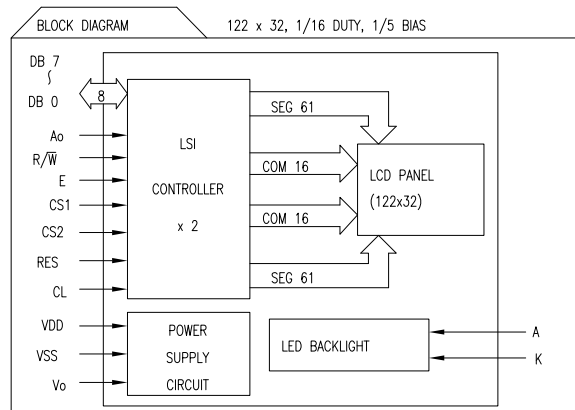 BLOCK DIAGRAM
122 x 32, 1/16 DUTY, 1/5 BIAS
DB 7
DB 0
8
Ao
R/W̅
E
CS1
CS2
RES
CL
LSI
CONTROLLER
x 2
SEG 61
COM 16
COM 16
SEG 61
LCD PANEL
(122x32)
VDD
VSS
Vo
POWER
SUPPLY
CIRCUIT
LED BACKLIGHT
A
K